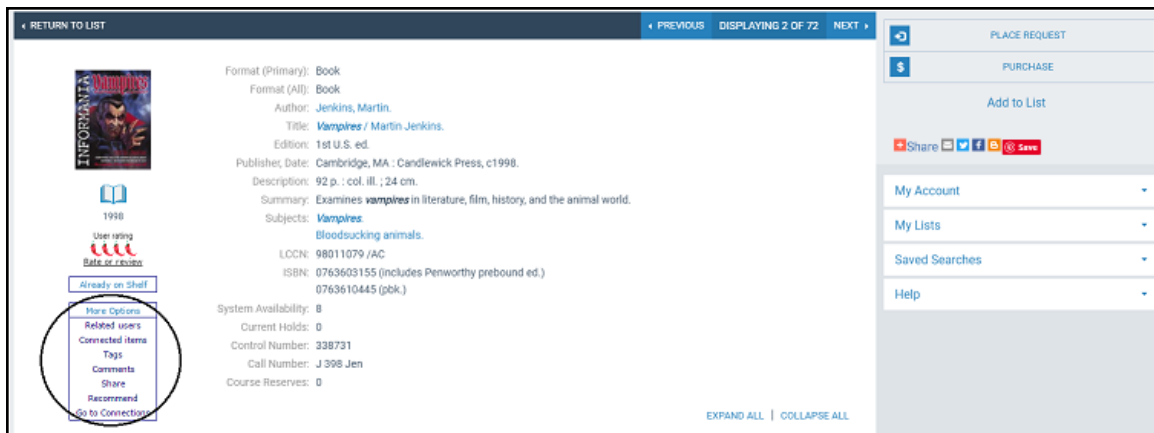 RETURN TO LIST
PREVIOUS DISPLAYING 2 OF 72 NEXT
INFORMANIA
Vampires
1998
User rating
Rate or review
Already on Shelf
More Options
Related users
Connected items
Tags
Comments
Share
Recommend
Go to Connections
Format (Primary): Book
Format (All): Book
Author: Jenkins, Martin.
Title: Vampires / Martin Jenkins.
Edition: 1st U.S. ed.
Publisher, Date: Cambridge, MA : Candlewick Press, c1998.
Description: 92 p. : col. ill. ; 24 cm.
Summary: Examines vampires in literature, film, history, and the animal world.
Subjects: Vampires.
Bloodsucking animals.
LCCN: 98011079 /AC
ISBN: 0763603155 (includes Penworthy prebound ed.)
0763610445 (pbk.)
System Availability: 8
Current Holds: 0
Control Number: 338731
Call Number: J 398 Jen
Course Reserves: 0
EXPAND ALL | COLLAPSE ALL
PLACE REQUEST
$ PURCHASE
Add to List
Share Save
My Account
My Lists
Saved Searches
Help